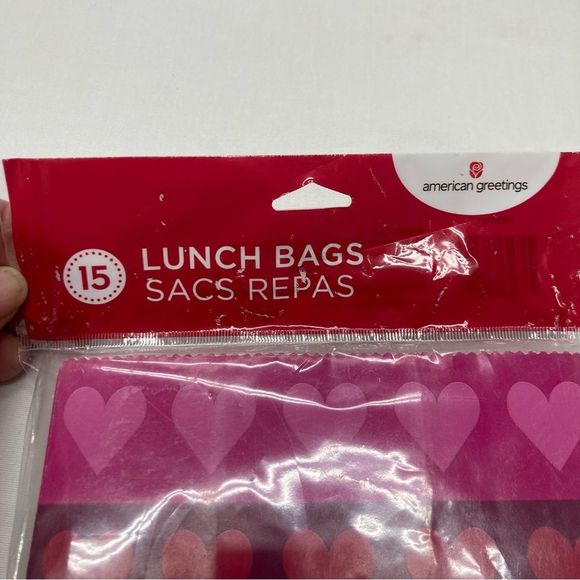 american greetings
15
LUNCH BAGS
SACS REPAS